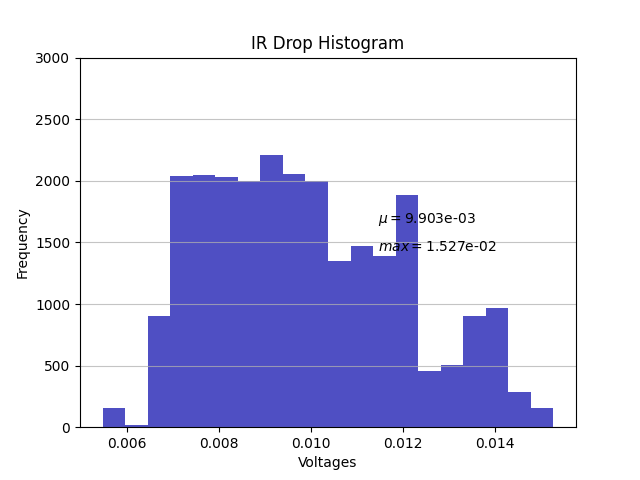 IR Drop Histogram
3000
2500
2000
1500
1000
500
0
Frequency
μ = 9.903e-03
max = 1.527e-02
0.006 0.008 0.010 0.012 0.014
Voltages